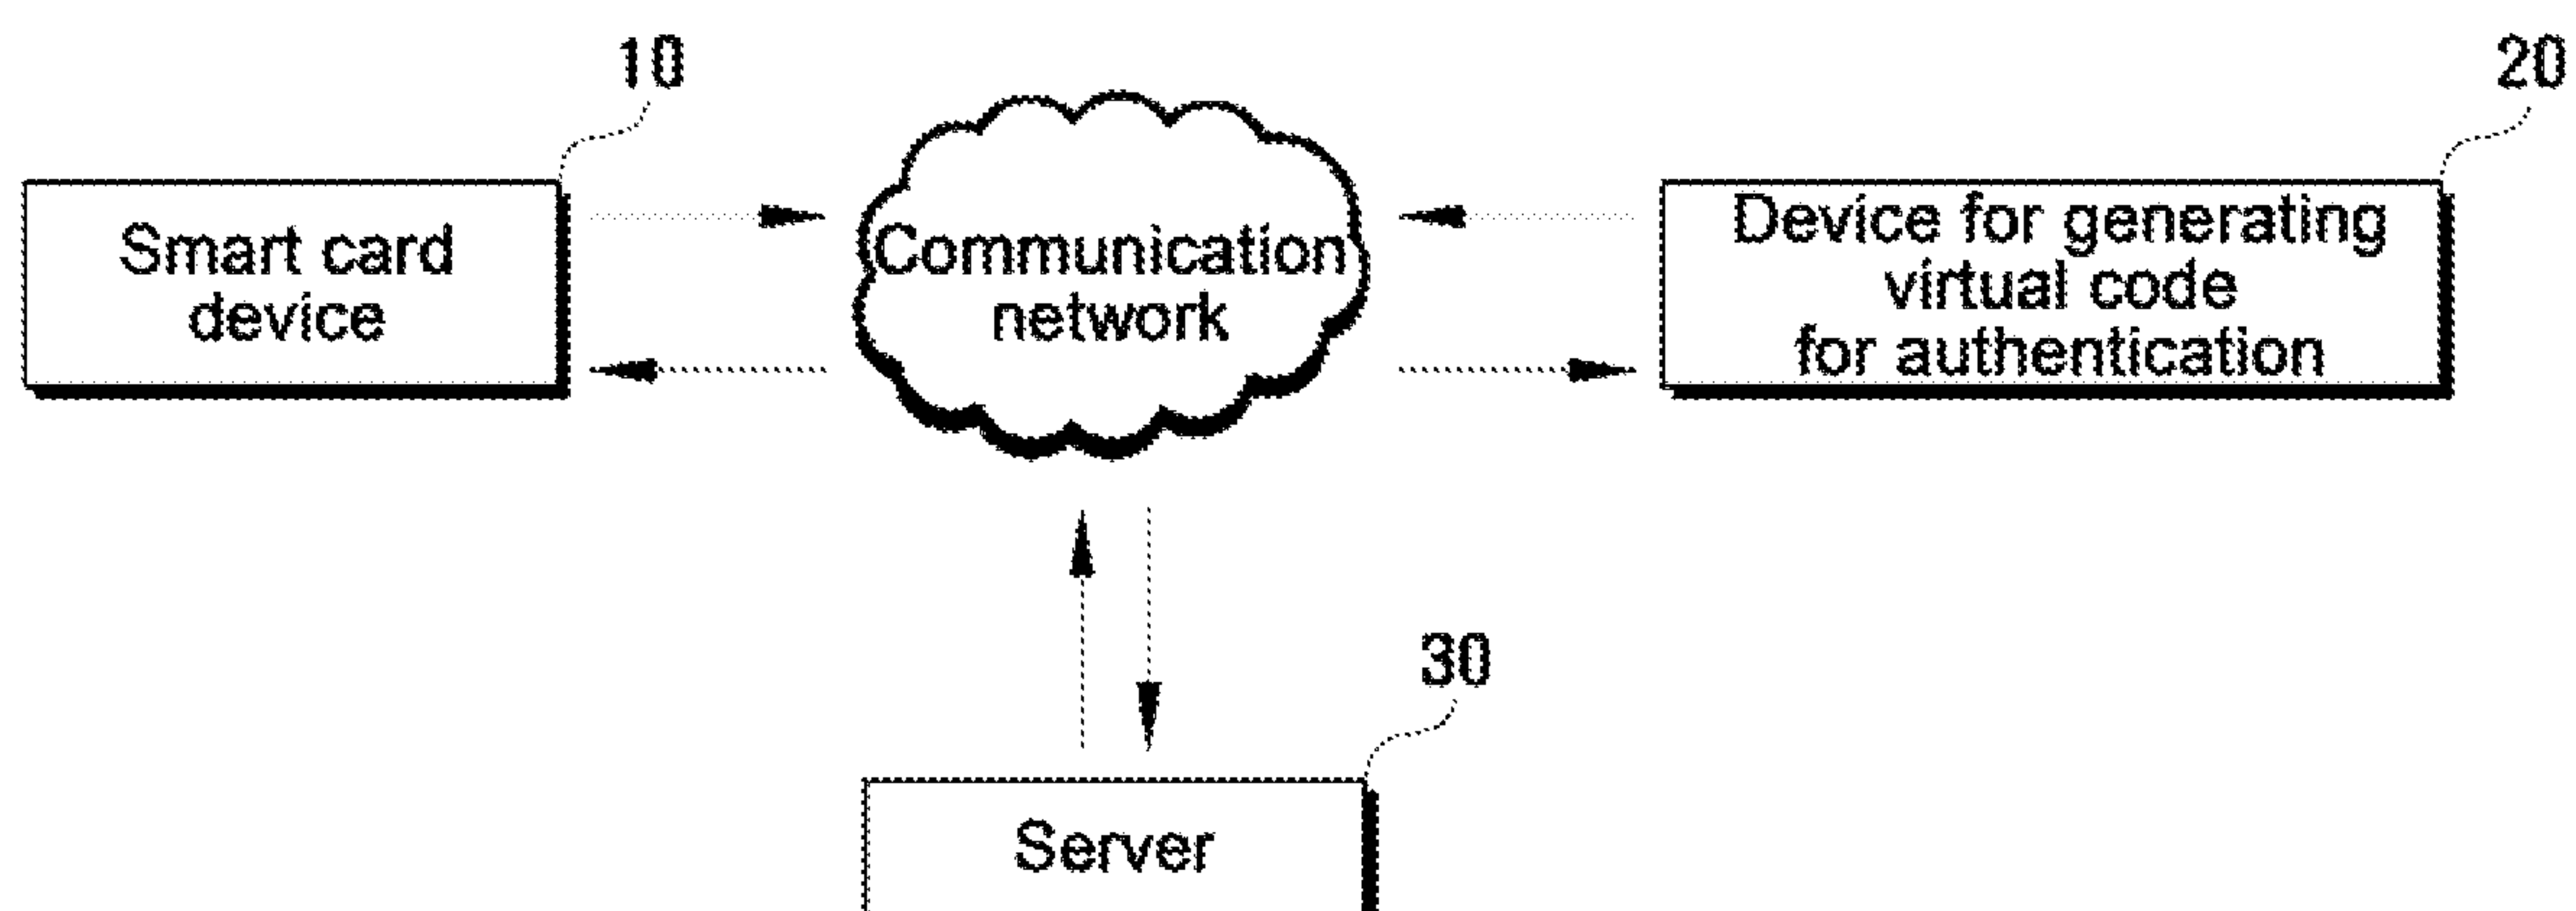 10
20
Smart card
device
Communication
network
Device for generating
virtual code
for authentication
30
Server